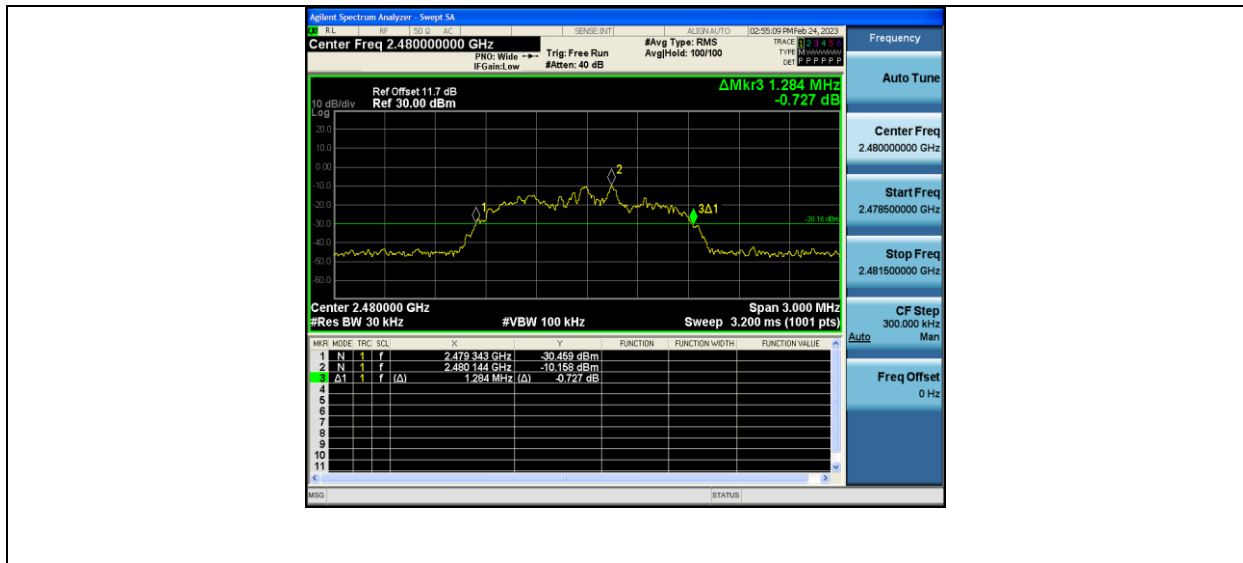 Agilent Spectrum Analyzer - Swept SA
RL RF 50 Ω AC SENSE:INT ALIGNAUTO 02:55:09 PM Feb 24, 2023
Center Freq 2.480000000 GHz
PNO: Wide Trig: Free Run
IFGain:Low #Atten: 40 dB
#Avg Type: RMS
Avg|Hold: 100/100
TRACE 1 2 3 4 5 6
TYPE M
DET P P P P P P
ΔMkr3 1.284 MHz
-0.727 dB
Ref Offset 11.7 dB
10 dB/div Ref 30.00 dBm
Log
20.0
10.0
0.00
-10.0
-20.0
-30.0
-40.0
-50.0
-60.0
1
2
3Δ1
-30.16 dBm
Center 2.480000 GHz Span 3.000 MHz
#Res BW 30 kHz #VBW 100 kHz Sweep 3.200 ms (1001 pts)
MKR MODE TRC SCL X Y FUNCTION FUNCTION WIDTH FUNCTION VALUE
1 N 1 f 2.479 343 GHz -30.459 dBm
2 N 1 f 2.480 144 GHz -10.158 dBm
3 Δ1 1 f (Δ) 1.284 MHz (Δ) -0.727 dB
4
5
6
7
8
9
10
11
MSG STATUS
Frequency
Auto Tune
Center Freq
2.480000000 GHz
Start Freq
2.478500000 GHz
Stop Freq
2.481500000 GHz
CF Step
300.000 kHz
Auto Man
Freq Offset
0 Hz